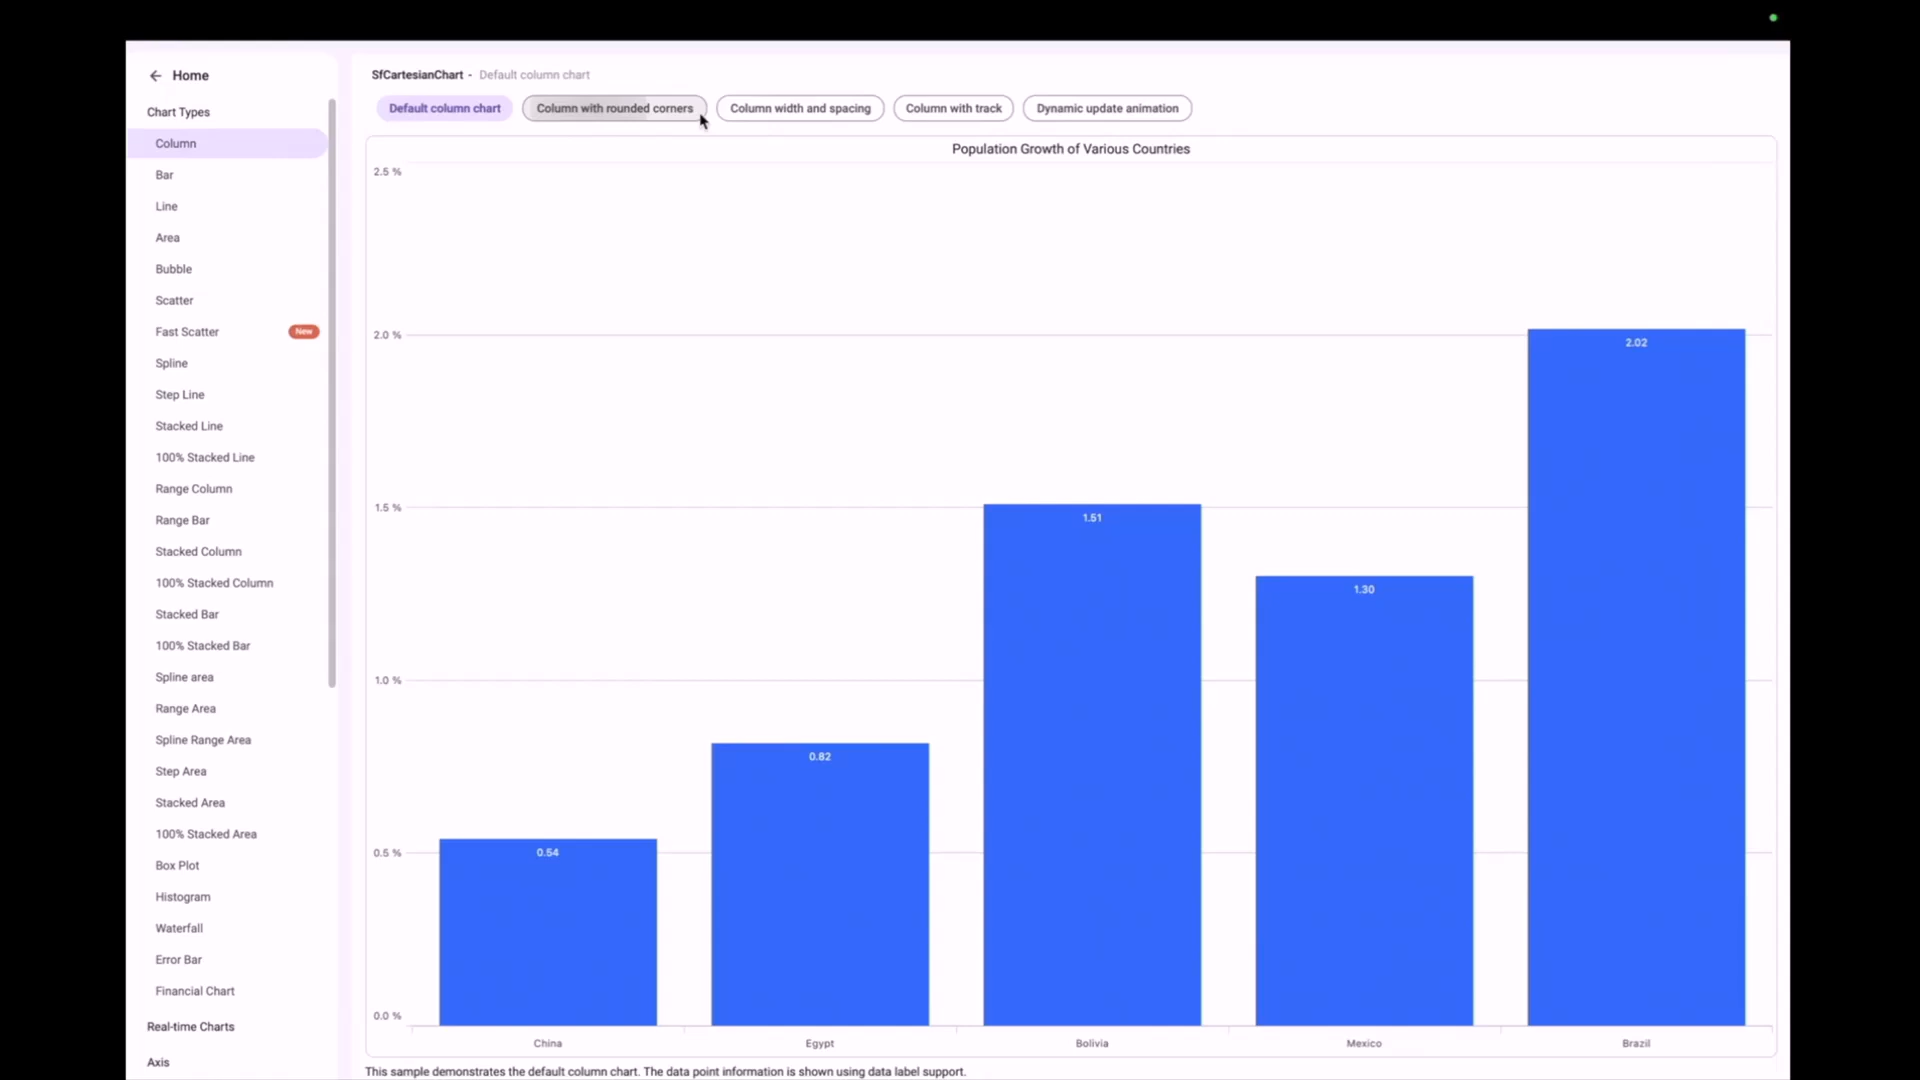 Home
Chart Types
Column
Bar
Line
Area
Bubble
Scatter
Fast Scatter New
Spline
Step Line
Stacked Line
100% Stacked Line
Range Column
Range Bar
Stacked Column
100% Stacked Column
Stacked Bar
100% Stacked Bar
Spline area
Range Area
Spline Range Area
Step Area
Stacked Area
100% Stacked Area
Box Plot
Histogram
Waterfall
Error Bar
Financial Chart
Real-time Charts
Axis
SfCartesianChart - Default column chart
Default column chart Column with rounded corners Column width and spacing Column with track Dynamic update animation
Population Growth of Various Countries
2.5 %
2.0 %
1.5 %
1.0 %
0.5 %
0.0 %
0.54
0.82
1.51
1.30
2.02
China Egypt Bolivia Mexico Brazil
This sample demonstrates the default column chart. The data point information is shown using data label support.